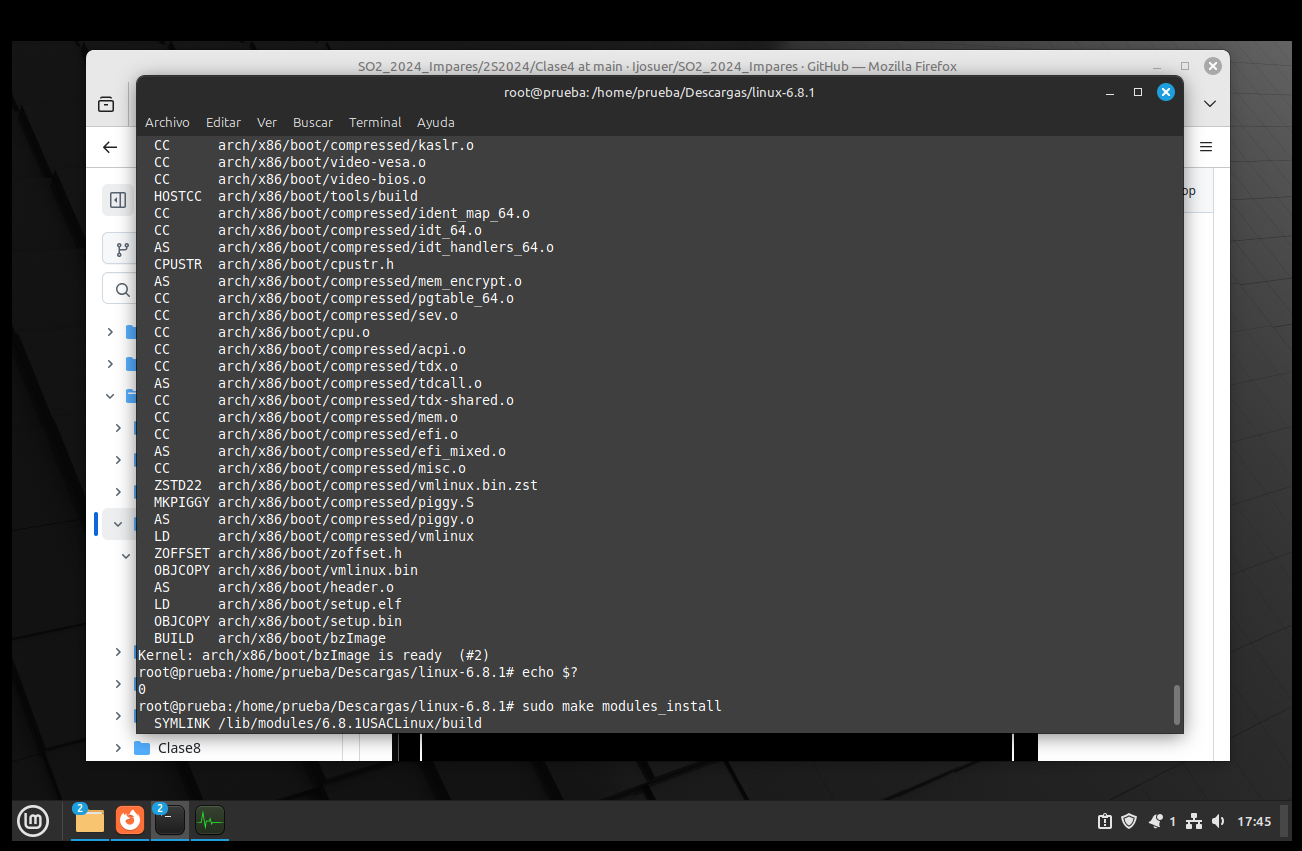 SO2_2024_Impares/2S2024/Clase4 at main · Ijosuer/SO2_2024_Impares · GitHub — Mozilla Firefox
root@prueba: /home/prueba/Descargas/linux-6.8.1
Archivo Editar Ver Buscar Terminal Ayuda
CC arch/x86/boot/compressed/kaslr.o
CC arch/x86/boot/video-vesa.o
CC arch/x86/boot/video-bios.o
HOSTCC arch/x86/boot/tools/build
CC arch/x86/boot/compressed/ident_map_64.o
CC arch/x86/boot/compressed/idt_64.o
AS arch/x86/boot/compressed/idt_handlers_64.o
CPUSTR arch/x86/boot/cpustr.h
AS arch/x86/boot/compressed/mem_encrypt.o
CC arch/x86/boot/compressed/pgtable_64.o
CC arch/x86/boot/compressed/sev.o
CC arch/x86/boot/cpu.o
CC arch/x86/boot/compressed/acpi.o
CC arch/x86/boot/compressed/tdx.o
AS arch/x86/boot/compressed/tdcall.o
CC arch/x86/boot/compressed/tdx-shared.o
CC arch/x86/boot/compressed/mem.o
CC arch/x86/boot/compressed/efi.o
AS arch/x86/boot/compressed/efi_mixed.o
CC arch/x86/boot/compressed/misc.o
ZSTD22 arch/x86/boot/compressed/vmlinux.bin.zst
MKPIGGY arch/x86/boot/compressed/piggy.S
AS arch/x86/boot/compressed/piggy.o
LD arch/x86/boot/compressed/vmlinux
ZOFFSET arch/x86/boot/zoffset.h
OBJCOPY arch/x86/boot/vmlinux.bin
AS arch/x86/boot/header.o
LD arch/x86/boot/setup.elf
OBJCOPY arch/x86/boot/setup.bin
BUILD arch/x86/boot/bzImage
Kernel: arch/x86/boot/bzImage is ready (#2)
root@prueba:/home/prueba/Descargas/linux-6.8.1# echo $?
0
root@prueba:/home/prueba/Descargas/linux-6.8.1# sudo make modules_install
SYMLINK /lib/modules/6.8.1USACLinux/build
op
Clase8
2
2
1
17:45